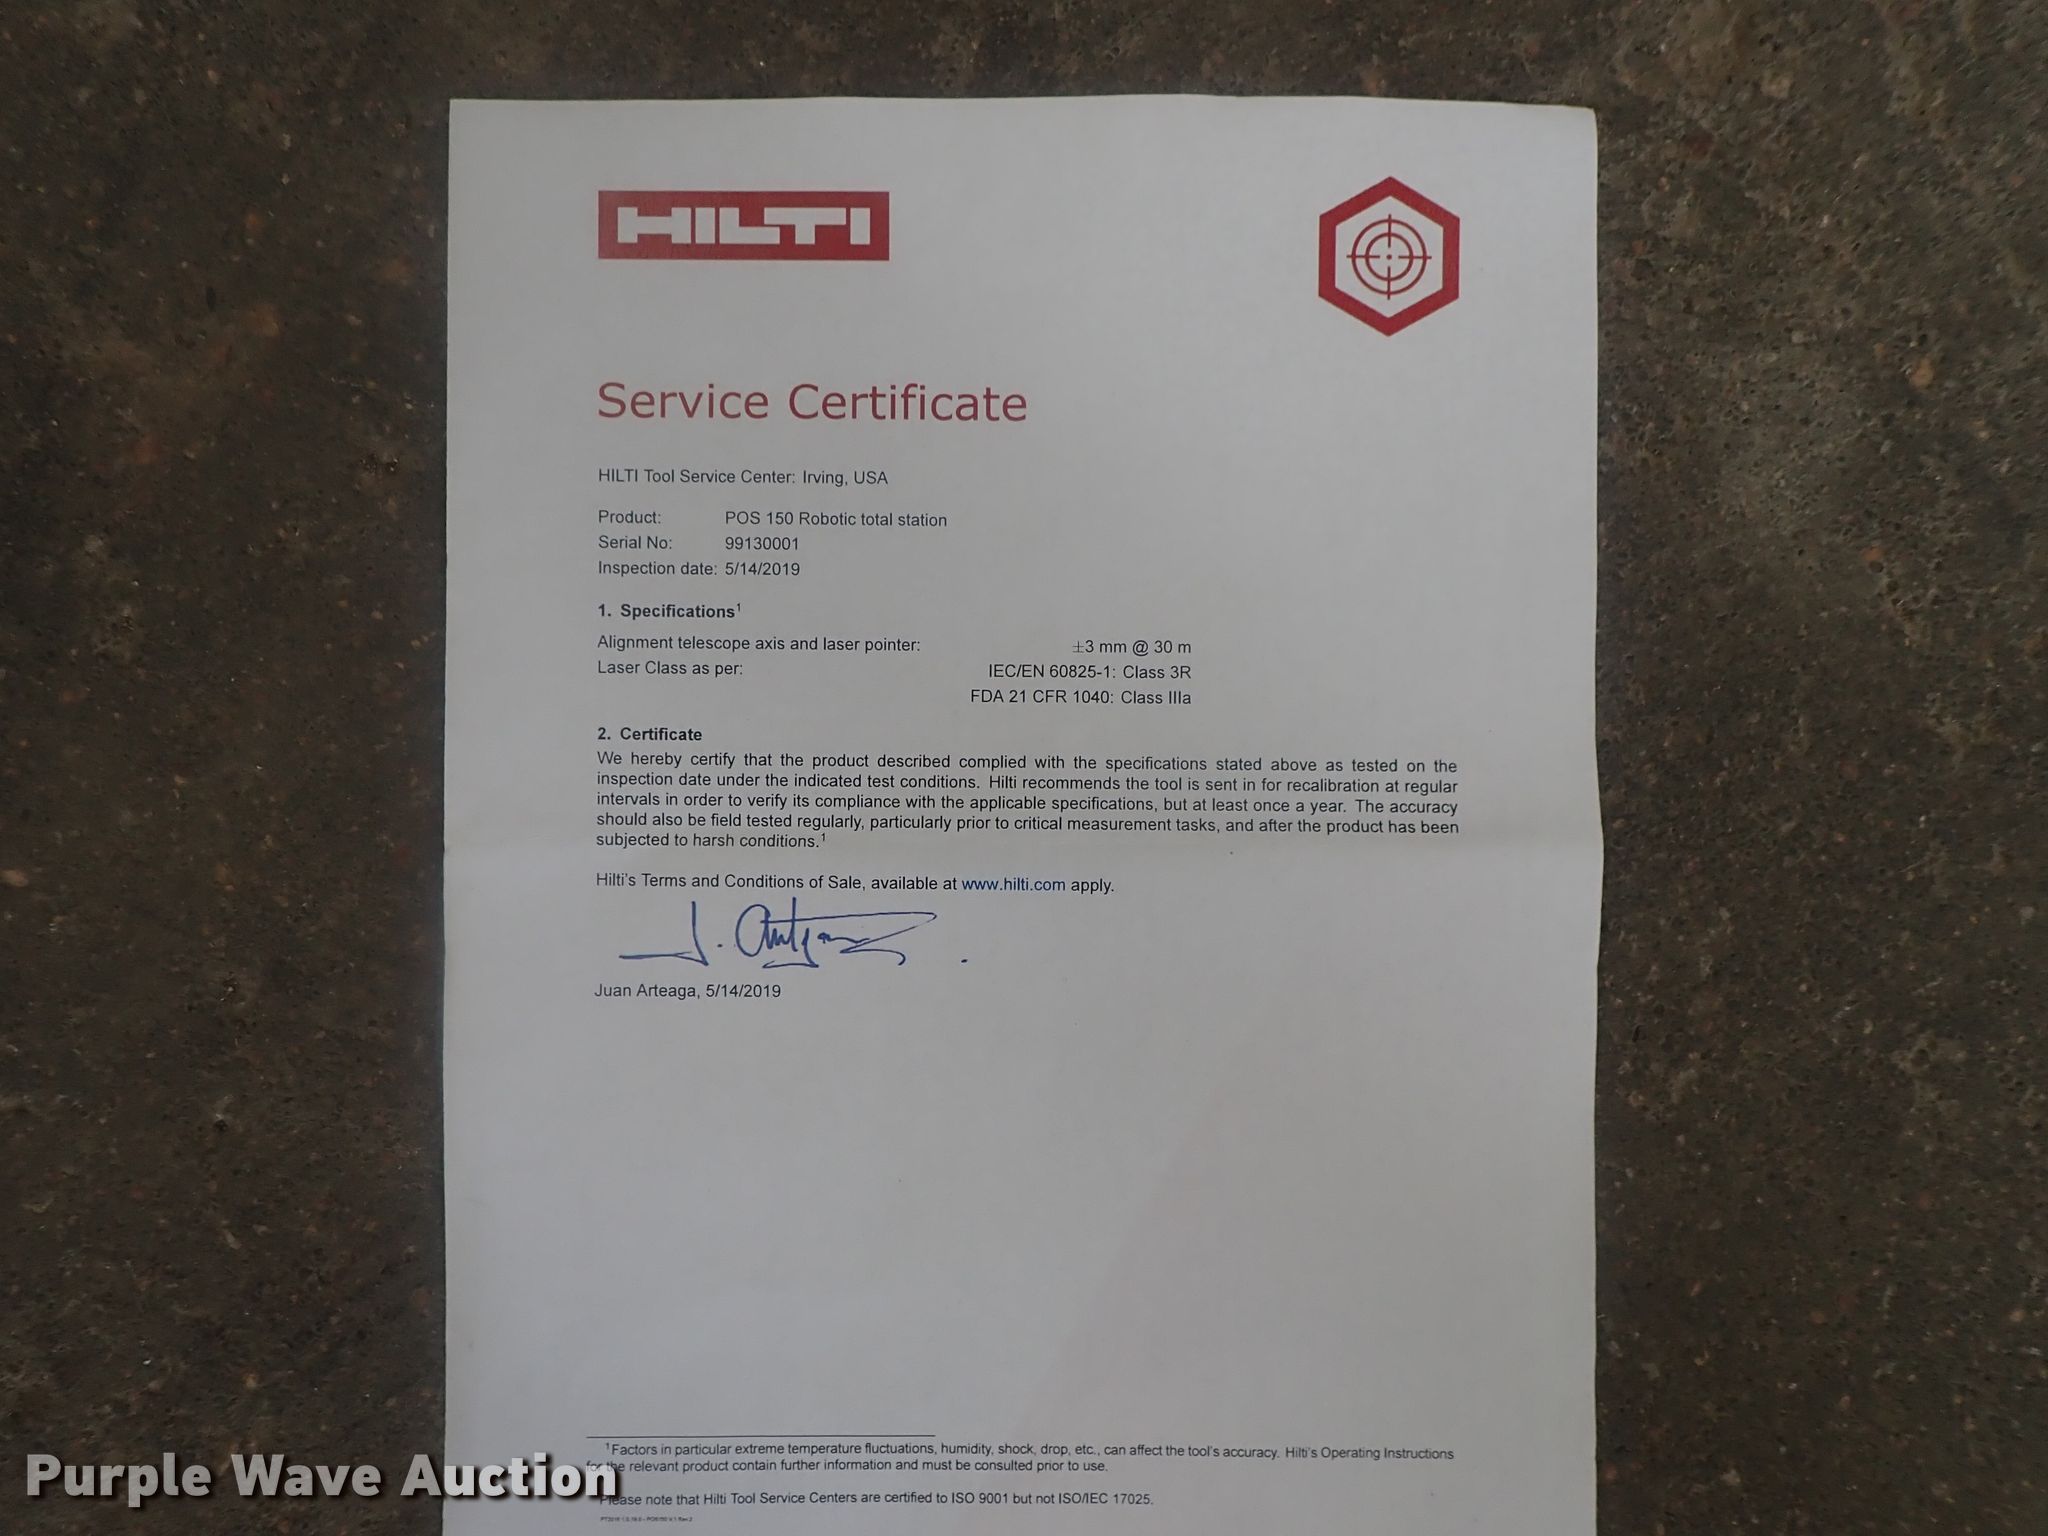 HILTI
Service Certificate
HILTI Tool Service Center: Irving, USA
Product: POS 150 Robotic total station
Serial No: 99130001
Inspection date: 5/14/2019
1. Specifications¹
Alignment telescope axis and laser pointer: ±3 mm @ 30 m
Laser Class as per: IEC/EN 60825-1: Class 3R
FDA 21 CFR 1040: Class IIIa
2. Certificate
We hereby certify that the product described complied with the specifications stated above as tested on the
inspection date under the indicated test conditions. Hilti recommends the tool is sent in for recalibration at regular
intervals in order to verify its compliance with the applicable specifications, but at least once a year. The accuracy
should also be field tested regularly, particularly prior to critical measurement tasks, and after the product has been
subjected to harsh conditions.¹
Hilti's Terms and Conditions of Sale, available at www.hilti.com apply.
Juan Arteaga, 5/14/2019
¹Factors in particular extreme temperature fluctuations, humidity, shock, drop, etc., can affect the tool's accuracy. Hilti's Operating Instructions
for the relevant product contain further information and must be consulted prior to use.
Please note that Hilti Tool Service Centers are certified to ISO 9001 but not ISO/IEC 17025.
Purple Wave Auction